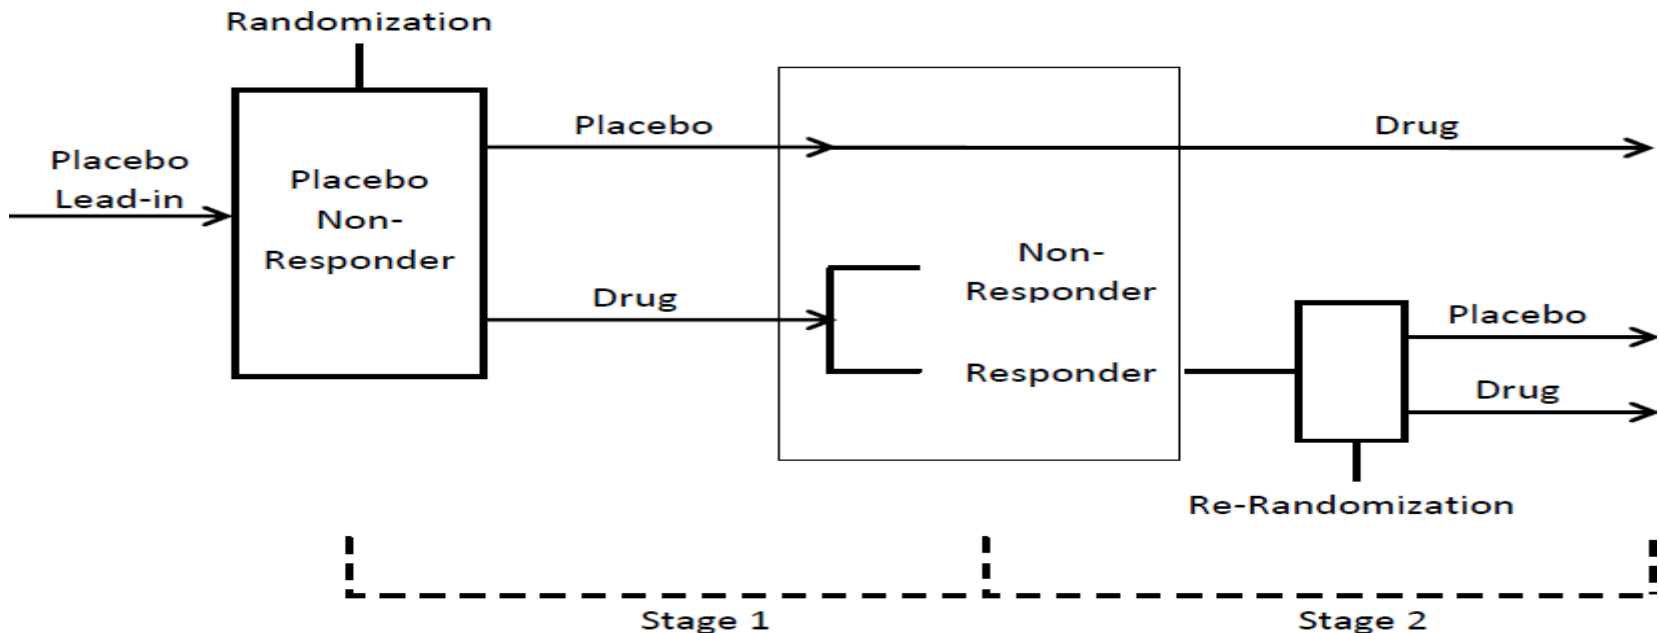 Randomization
Placebo
Lead-in
Placebo
Non-
Responder
Placebo
Drug
Drug
Non-
Responder
Responder
Placebo
Drug
Re-Randomization
Stage 1
Stage 2